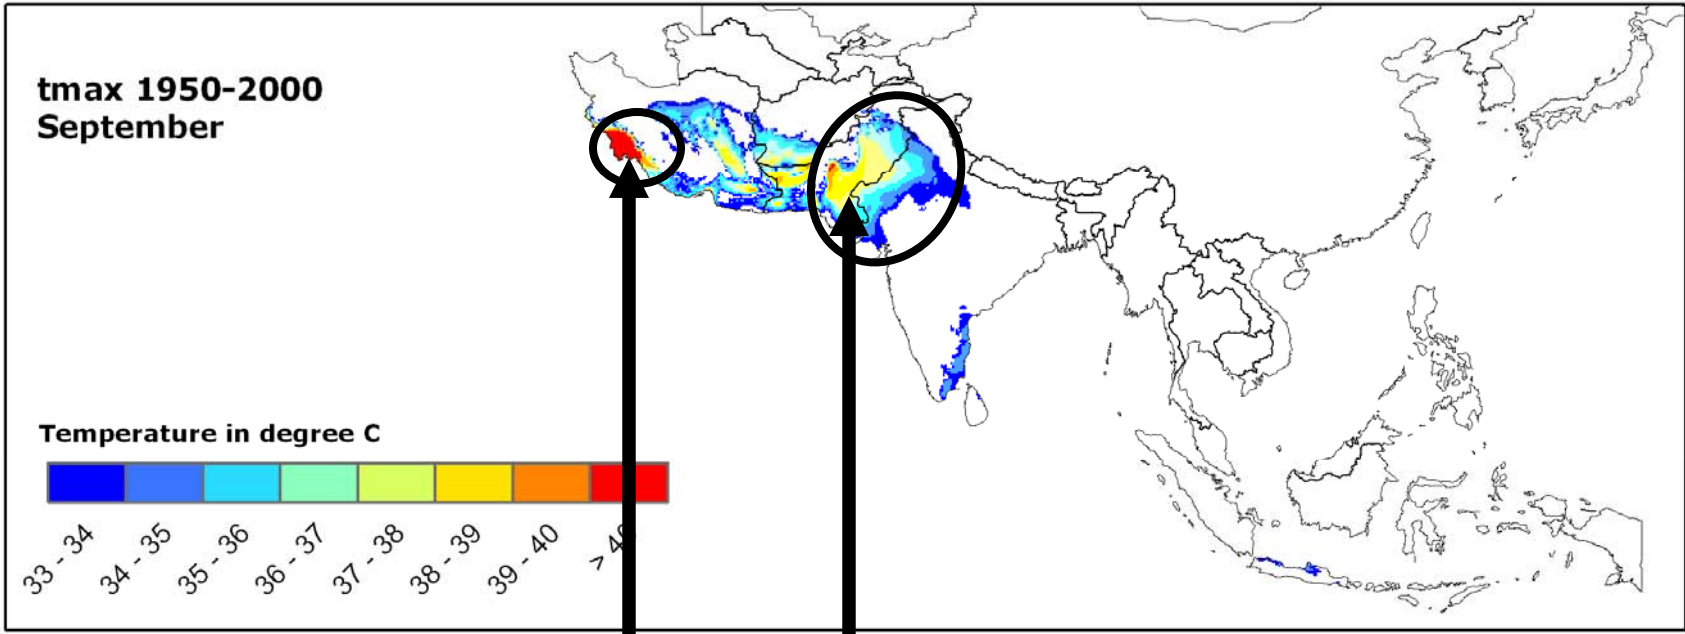 tmax 1950-2000
September
Temperature in degree C
33 - 34
34 - 35
35 - 36
36 - 37
37 - 38
38 - 39
39 - 40